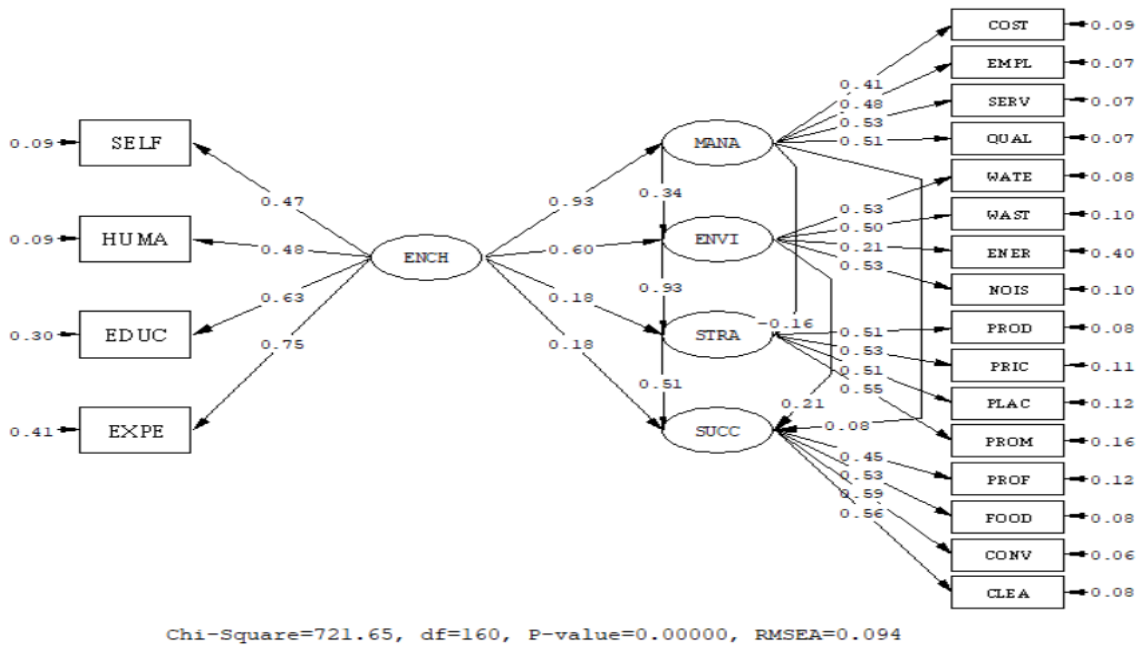 COST
0.09
EMPL
0.07
SERV
0.07
QUAL
0.07
WATE
0.08
WAST
0.10
ENER
0.40
NOIS
0.10
PROD
0.08
PRIC
0.11
PLAC
0.12
PROM
0.16
PROF
0.12
FOOD
0.08
CONV
0.06
CLEA
0.08
0.41
0.48
0.53
0.51
0.53
0.50
0.21
0.53
0.51
0.53
0.51
0.55
0.45
0.53
0.59
0.56
MANA
0.34
ENVI
0.93
STRA
0.51
SUCC
-0.16
0.21
0.08
0.93
0.60
0.18
0.18
ENCH
0.47
0.48
0.63
0.75
0.09
SELF
0.09
HUMA
0.30
EDUC
0.41
EXPE
Chi-Square=721.65, df=160, P-value=0.00000, RMSEA=0.094